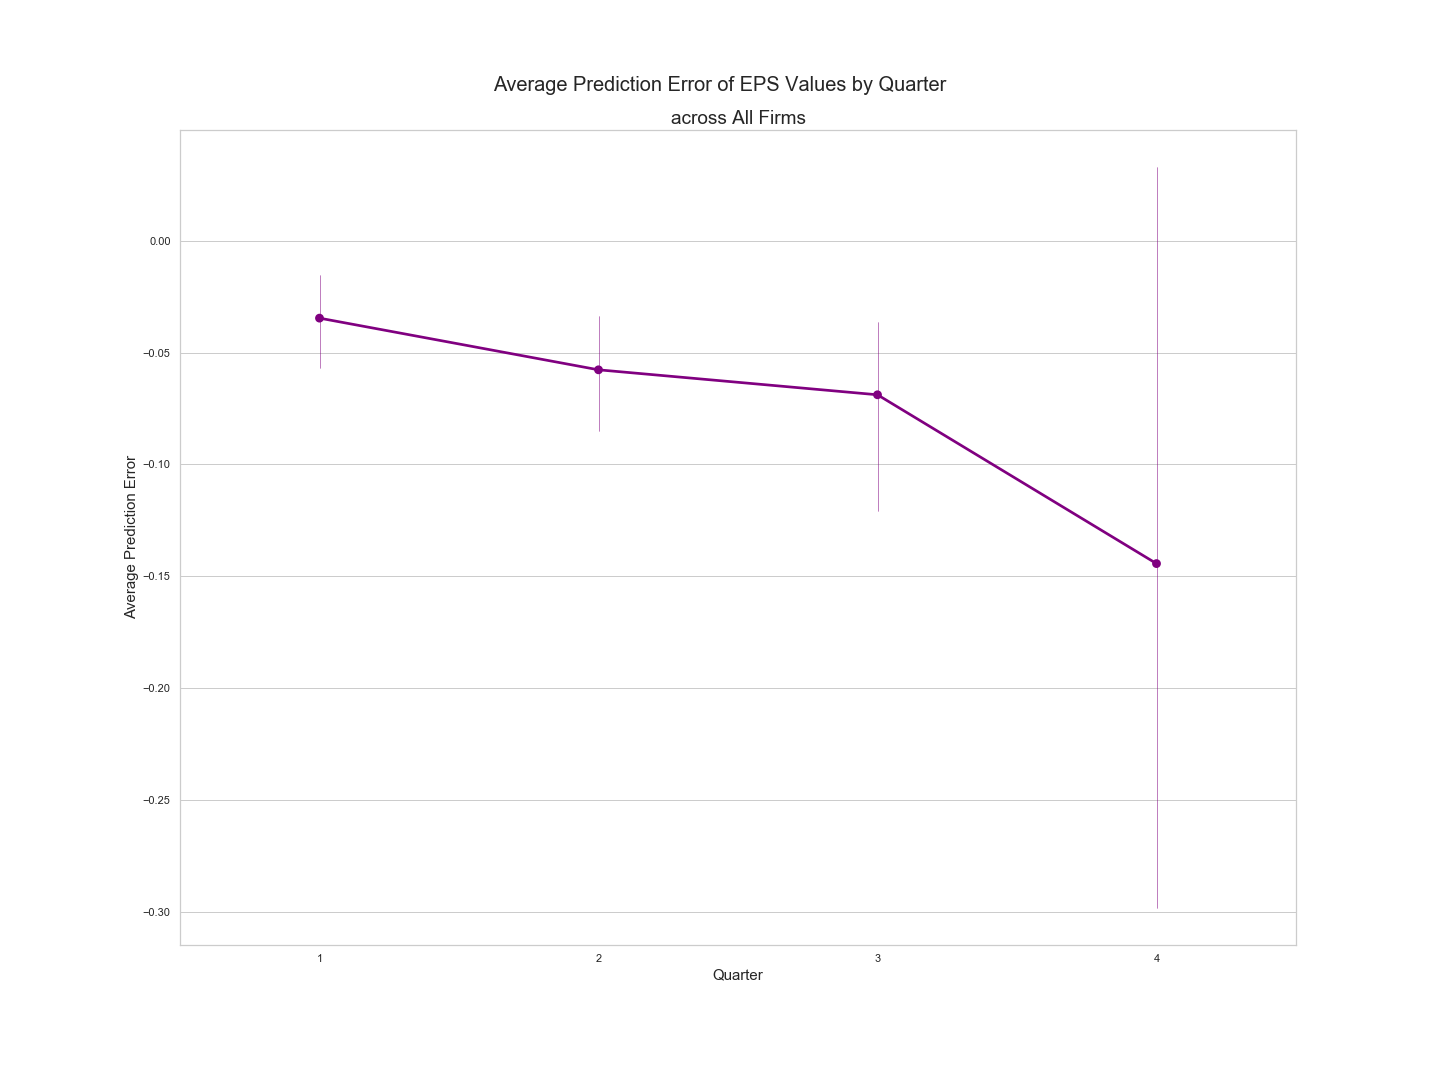 Average Prediction Error of EPS Values by Quarter
across All Firms
0.00
−0.05
−0.10
−0.15
−0.20
−0.25
−0.30
Average Prediction Error
1 2 3 4
Quarter